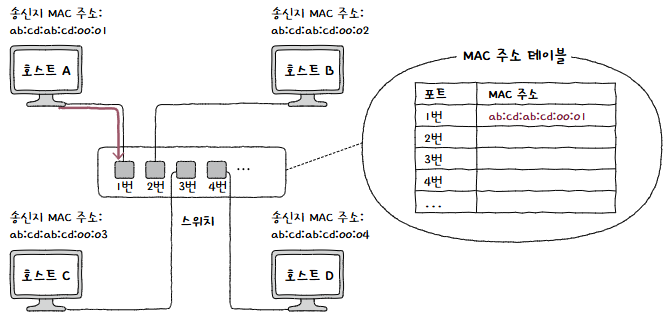 송신지 MAC 주소:
ab:cd:ab:cd:00:01
호스트 A
송신지 MAC 주소:
ab:cd:ab:cd:00:02
호스트 B
MAC 주소 테이블
포트 MAC 주소
1번 ab:cd:ab:cd:00:01
2번
3번
4번
...
1번 2번 3번 4번 ...
스위치
송신지 MAC 주소:
ab:cd:ab:cd:00:03
호스트 C
송신지 MAC 주소:
ab:cd:ab:cd:00:04
호스트 D